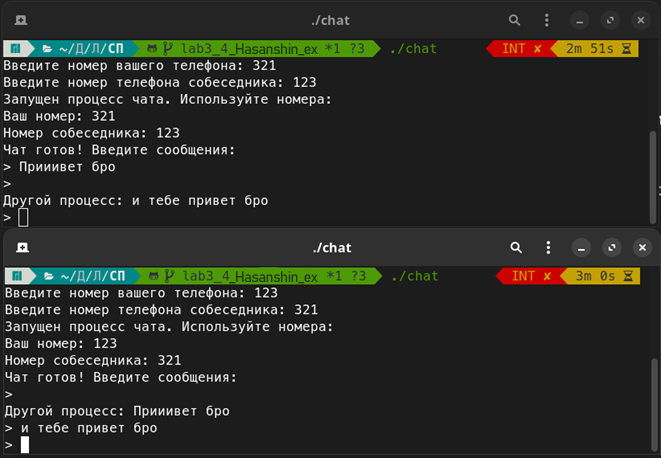 ./chat
~/Д/Л/СП lab3_4_Hasanshin_ex *1 ?3 ./chat INT ✘ 2m 51s
Введите номер вашего телефона: 321
Введите номер телефона собеседника: 123
Запущен процесс чата. Используйте номера:
Ваш номер: 321
Номер собеседника: 123
Чат готов! Введите сообщения:
> Прииивет бро
>
Другой процесс: и тебе привет бро
>
./chat
~/Д/Л/СП lab3_4_Hasanshin_ex *1 ?3 ./chat INT ✘ 3m 0s
Введите номер вашего телефона: 123
Введите номер телефона собеседника: 321
Запущен процесс чата. Используйте номера:
Ваш номер: 123
Номер собеседника: 321
Чат готов! Введите сообщения:
>
Другой процесс: Прииивет бро
> и тебе привет бро
>